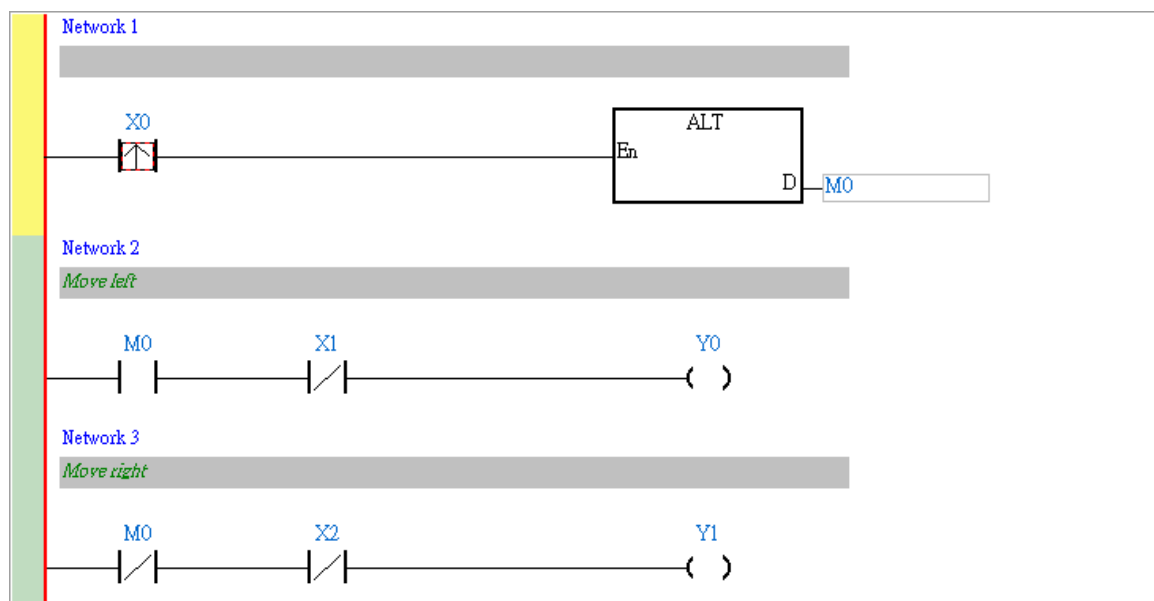 Network 1
X0
ALT
En
D M0
Network 2
Move left
M0 X1 Y0
Network 3
Move right
M0 X2 Y1